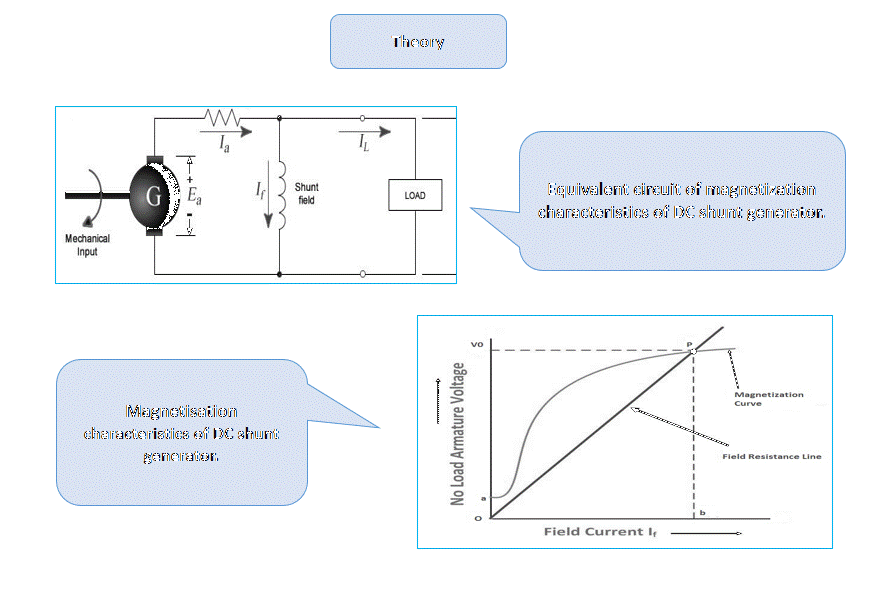 Theory
I_a
I_L
G
+
E_a
-
I_f
Shunt
field
LOAD
Mechanical
Input
Equivalent circuit of magnetization
characteristics of DC shunt generator.
Magnetisation
characteristics of DC shunt
generator.
V0
P
Magnetization
Curve
No Load Armature Voltage
Field Resistance Line
a
O
b
Field Current I_f